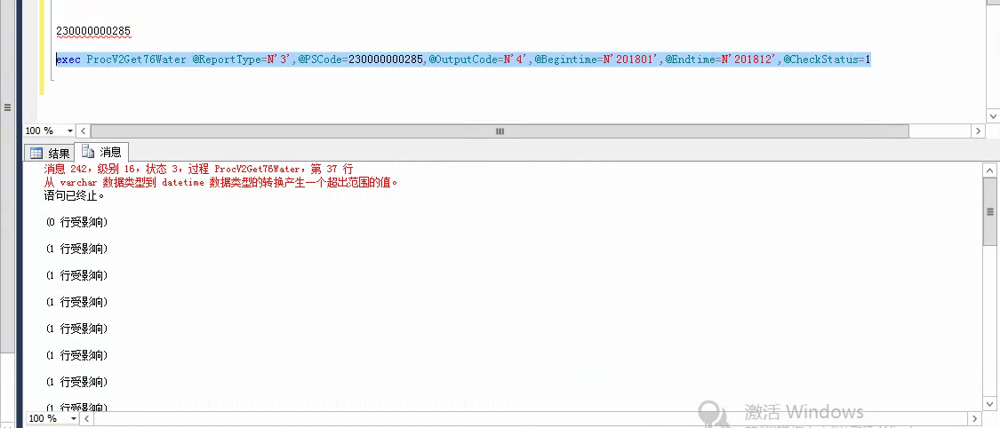 230000000285
exec ProcV2Get76Water @ReportType=N'3',@PSCode=230000000285,@OutputCode=N'4',@Begintime=N'201801',@Endtime=N'201812',@CheckStatus=1
100 %
结果 消息
消息 242，级别 16，状态 3，过程 ProcV2Get76Water，第 37 行
从 varchar 数据类型到 datetime 数据类型的转换产生一个超出范围的值。
语句已终止。
(0 行受影响)
(1 行受影响)
(1 行受影响)
(1 行受影响)
(1 行受影响)
(1 行受影响)
(1 行受影响)
(1 行受影响)
100 %
激活 Windows